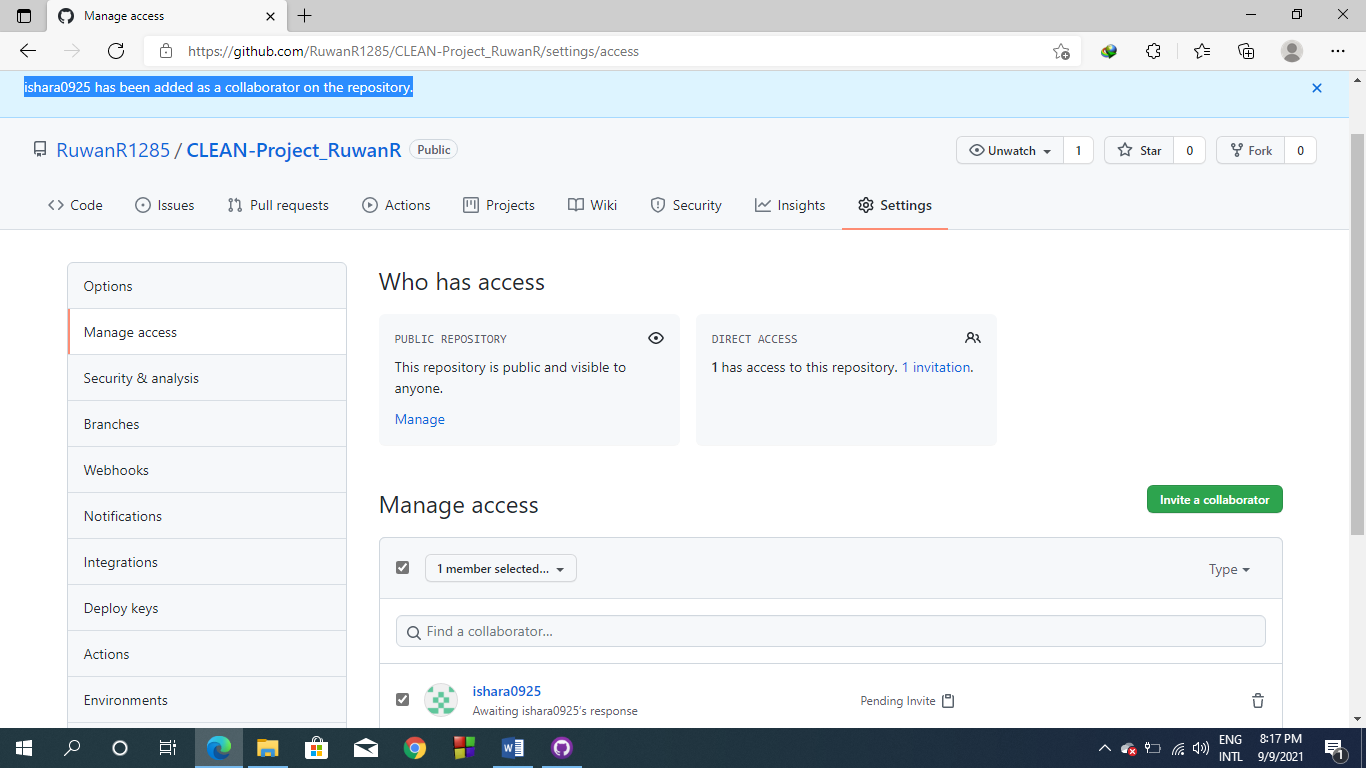 Manage access
https://github.com/RuwanR1285/CLEAN-Project_RuwanR/settings/access
ishara0925 has been added as a collaborator on the repository.
RuwanR1285 / CLEAN-Project_RuwanR Public
Unwatch 1 Star 0 Fork 0
Code Issues Pull requests Actions Projects Wiki Security Insights Settings
Options
Manage access
Security & analysis
Branches
Webhooks
Notifications
Integrations
Deploy keys
Actions
Environments
Who has access
PUBLIC REPOSITORY
This repository is public and visible to
anyone.
Manage
DIRECT ACCESS
1 has access to this repository. 1 invitation.
Manage access
Invite a collaborator
1 member selected...
Type
Find a collaborator...
ishara0925
Awaiting ishara0925's response
Pending Invite
ENG
INTL
8:17 PM
9/9/2021
1